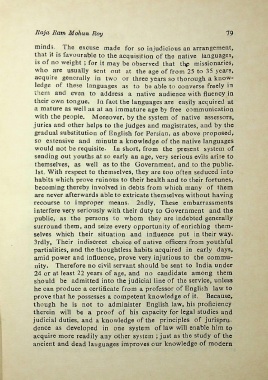 Raja Ram Mohun Roy 79
minds. The excuse made for so injudicious an arrangement,
that it is favourable to the acquisition of the native languages,
is of no weight; for it may be observed that the missionaries,
who are usually sent out at the age of from 25 to 35 years,
acquire generally in two or three years so thorough a know-
ledge of those languages as to be able to converse freely in
them and even to address a native audience with fluency in
their own tongue. In fact the languages are easily acquired at
a mature as well as at an immature age by free communication
with the people. Moreover, by the system of native assessors,
juries and other helps to the judges and magistrates, and by the
gradual substitution of English for Persian, as above proposed,
so extensive and minute a knowledge of the native languages
would not be requisite. In short, from the present system of
sending out youths at so early an age, very serious evils arise to
themselves, as well as to the Government, and to the public.
1st. With respect to themselves, they are too often seduced into
habits which prove ruinous to their health and to their fortunes,
becoming thereby involved in debts from which many of them
are never afterwards able to extricate themselves without having
recourse to improper means. 2ndly, These embarrassments
interfere very seriously with their duty to Government and the
public, as the persons to whom they are indebted generally
surround them, and seize every opportunity of enriching them-
selves which their situation and influence put in their way.
3rdly, Their indiscreet choice of native officers from youthful
partialities, and the thoughtless habits acquired in early days,
amid power and influence, prove very injurious to the commu-
nity. Therefore no civil servant should be sent to India under
24 or at least 22 years of age, and no candidate among them
should be admitted into the judicial line of the service, unless
he can produce a certificate from a professor of English law to
prove that he possesses a competent knowledge of it. Because,
though he is not to administer English law, his proficiency
therein will be a proof of his capacity for legal studies and
judicial duties, and a knowledge of the principles of jurispru-
dence as developed in one system of law will enable him to
acquire more readily any other system; just as the study of the
ancient and dead languages improves our knowledge of modern